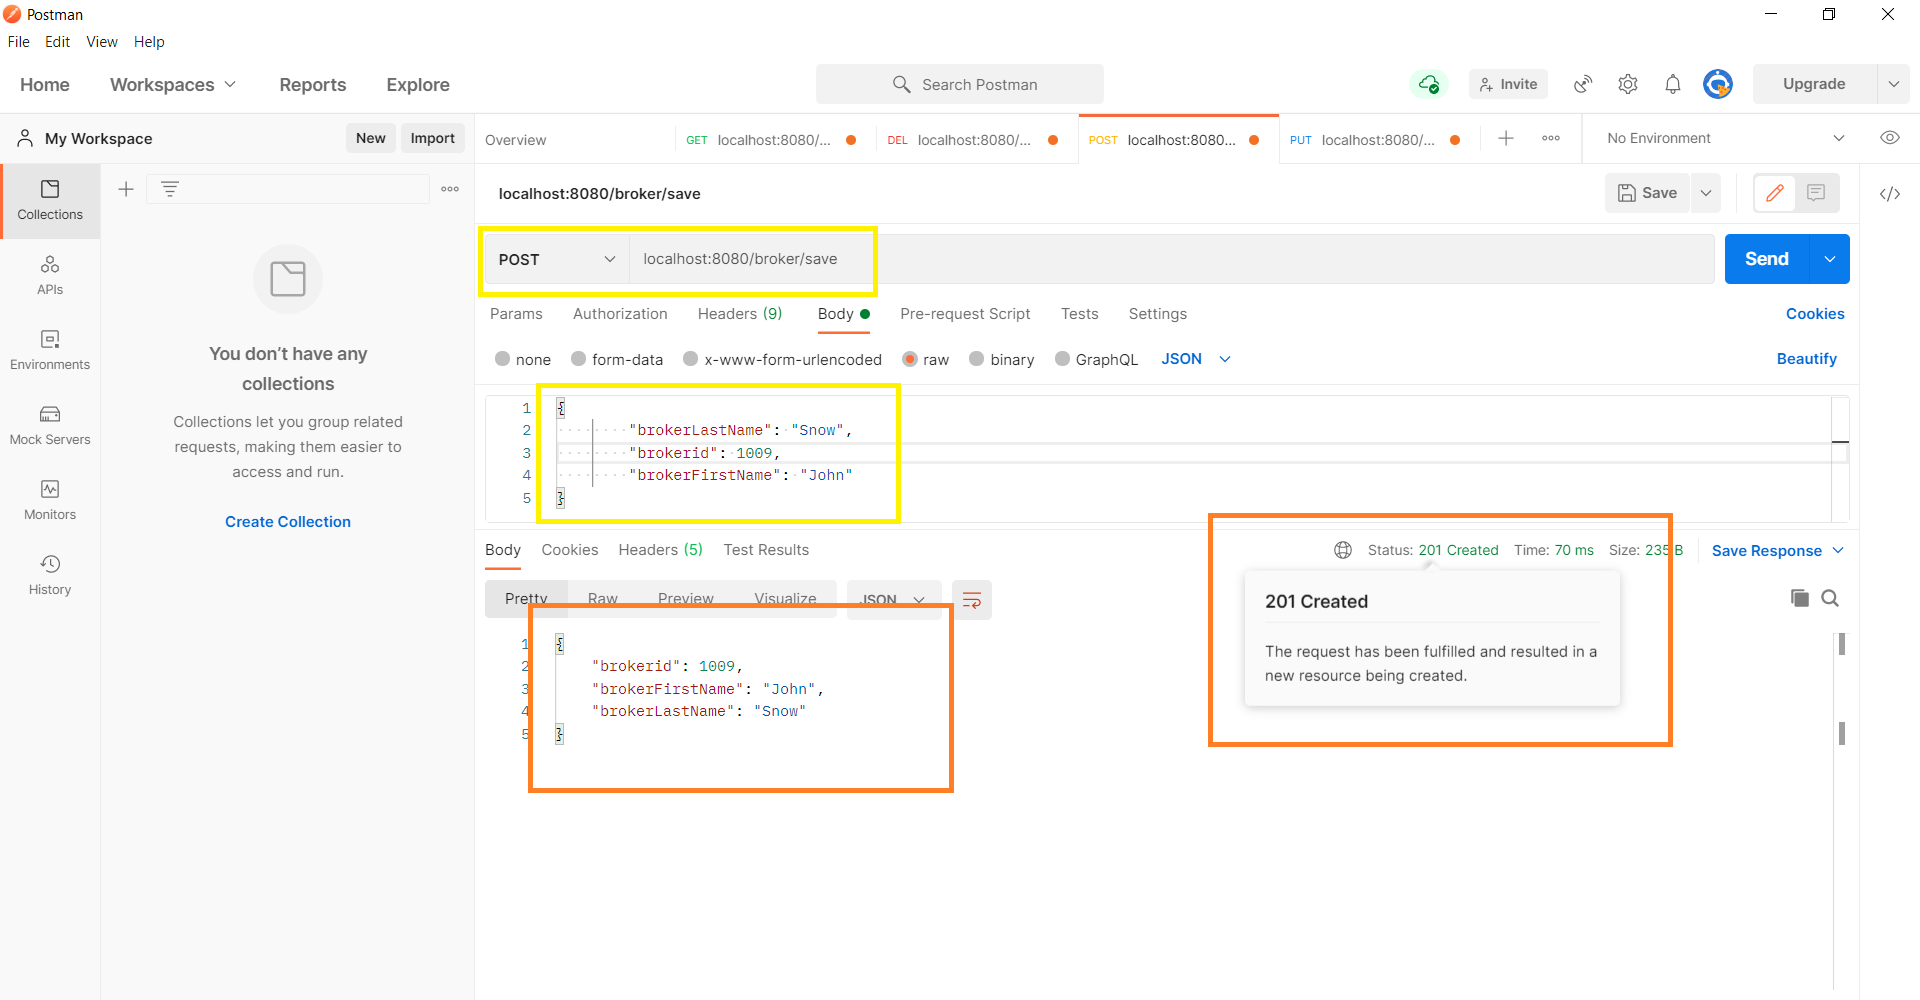 Postman
File Edit View Help
Home Workspaces Reports Explore Search Postman Invite Upgrade
My Workspace New Import Overview GET localhost:8080/... DEL localhost:8080/... POST localhost:8080... PUT localhost:8080/... No Environment
Collections
APIs
Environments
Mock Servers
Monitors
History
You don't have any
collections
Collections let you group related
requests, making them easier to
access and run.
Create Collection
localhost:8080/broker/save Save </>
POST localhost:8080/broker/save Send
Params Authorization Headers (9) Body Pre-request Script Tests Settings Cookies
none form-data x-www-form-urlencoded raw binary GraphQL JSON Beautify
1 {
2 "brokerLastName": "Snow",
3 "brokerid": 1009,
4 "brokerFirstName": "John"
5 }
Body Cookies Headers (5) Test Results Status: 201 Created Time: 70 ms Size: 235 B Save Response
Pretty Raw Preview Visualize JSON
201 Created
The request has been fulfilled and resulted in a
new resource being created.
1 {
2 "brokerid": 1009,
3 "brokerFirstName": "John",
4 "brokerLastName": "Snow"
5 }